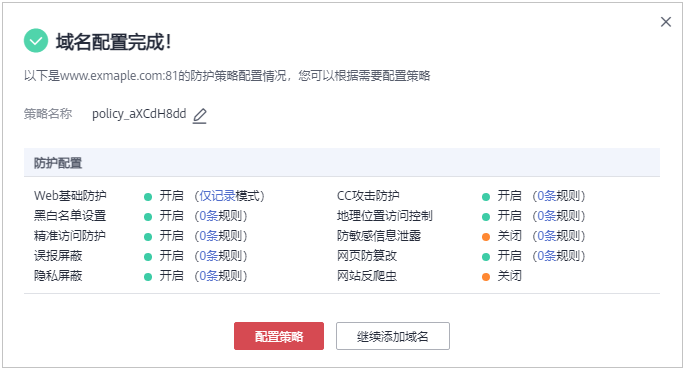 域名配置完成！
以下是www.exmaple.com:81的防护策略配置情况，您可以根据需要配置策略
策略名称 policy_aXCdH8dd
防护配置
Web基础防护 开启 （仅记录模式） CC攻击防护 开启 （0条规则）
黑白名单设置 开启 （0条规则） 地理位置访问控制 开启 （0条规则）
精准访问防护 开启 （0条规则） 防敏感信息泄露 关闭 （0条规则）
误报屏蔽 开启 （0条规则） 网页防篡改 开启 （0条规则）
隐私屏蔽 开启 （0条规则） 网站反爬虫 关闭
配置策略 继续添加域名